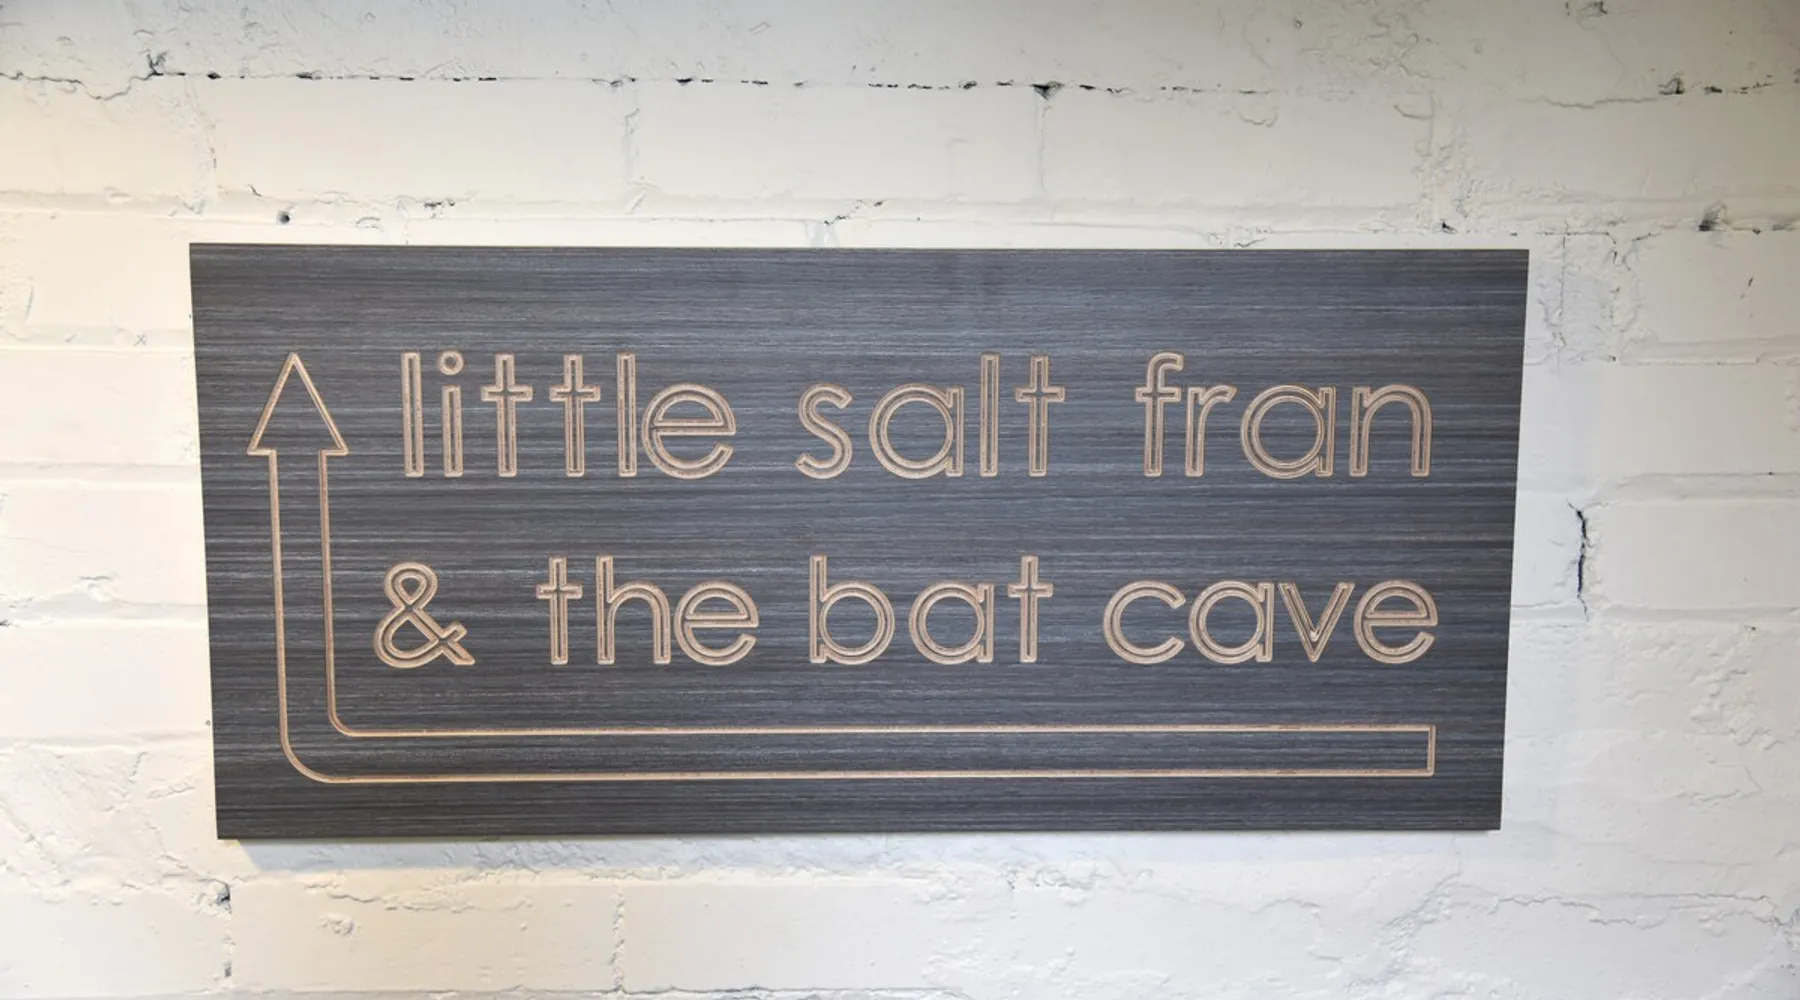 little salt fran
& the bat cave